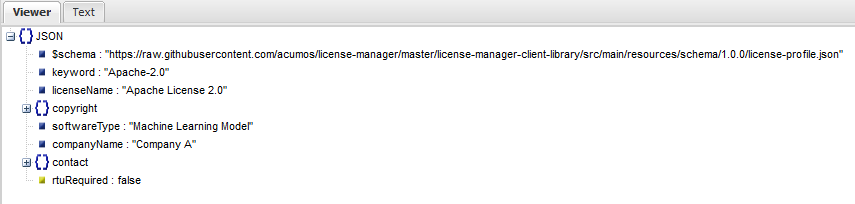 Viewer Text
JSON
$schema : "https://raw.githubusercontent.com/acumos/license-manager/master/license-manager-client-library/src/main/resources/schema/1.0.0/license-profile.json"
keyword : "Apache-2.0"
licenseName : "Apache License 2.0"
copyright
softwareType : "Machine Learning Model"
companyName : "Company A"
contact
rtuRequired : false